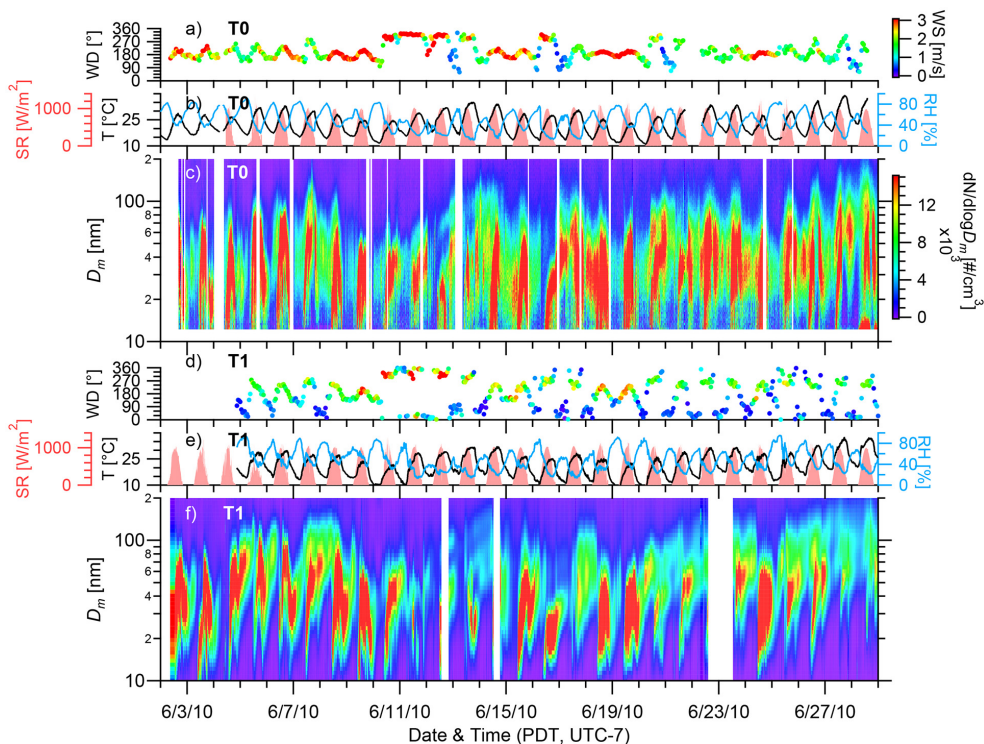 a) T0
WD [°]
360
270
180
90
0
WS [m/s]
3
2
1
0
b) T0
SR [W/m2]
1000
0
T [°C]
25
10
RH [%]
80
40
0
c) T0
Dm [nm]
2
100
8
6
4
2
10
dN/dlogDm [#/cm3]
x103
12
8
4
0
d) T1
WD [°]
360
270
180
90
0
e) T1
SR [W/m2]
1000
0
T [°C]
25
10
RH [%]
80
40
0
f) T1
Dm [nm]
2
100
8
6
4
2
10
6/3/10 6/7/10 6/11/10 6/15/10 6/19/10 6/23/10 6/27/10
Date & Time (PDT, UTC-7)